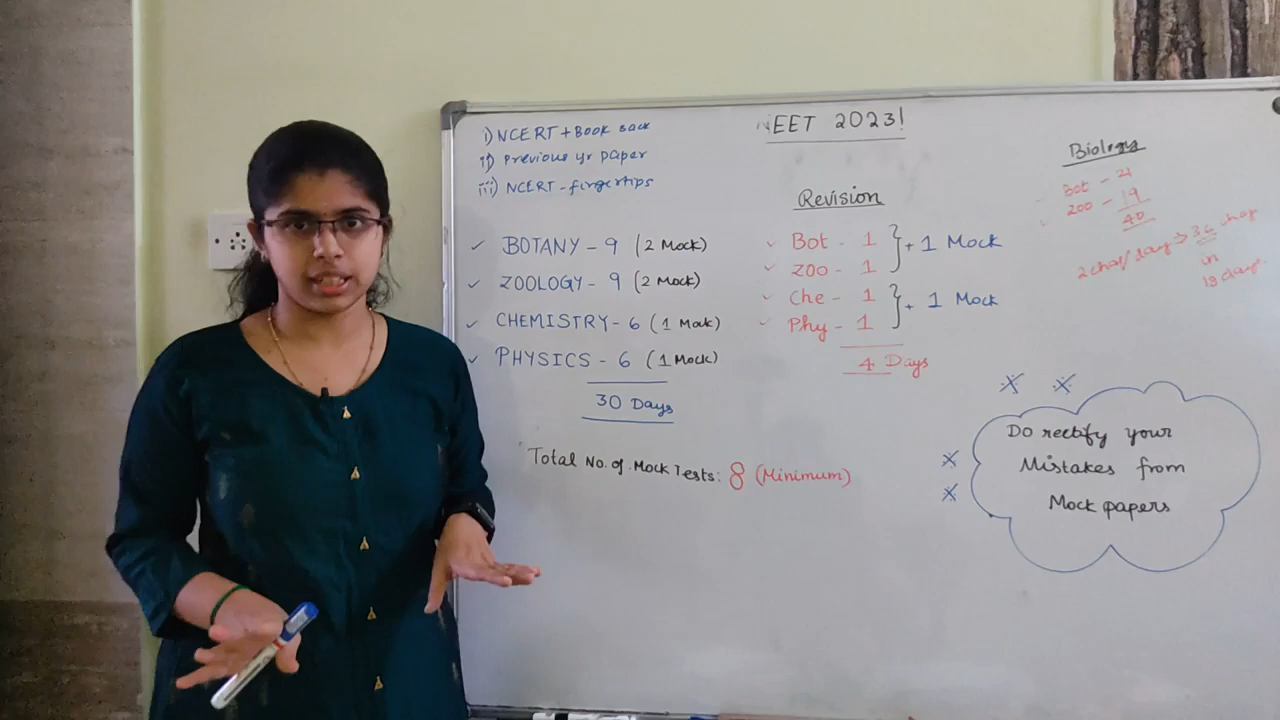 NEET 2023!
i) NCERT + Book back
ii) Previous yr paper
iii) NCERT - fingertips
✓ BOTANY - 9 (2 Mock)
✓ ZOOLOGY - 9 (2 Mock)
✓ CHEMISTRY - 6 (1 Mock)
✓ PHYSICS - 6 (1 Mock)
30 Days
Total No. of Mock Tests: 8 (Minimum)
Revision
✓ Bot - 1
✓ Zoo - 1
} + 1 Mock
✓ Che - 1
✓ Phy - 1
} + 1 Mock
4 Days
Biology
Bot - 21
Zoo - 19
40
2 chap/day → 36 chap
in
18 days
Do rectify your
Mistakes from
Mock papers